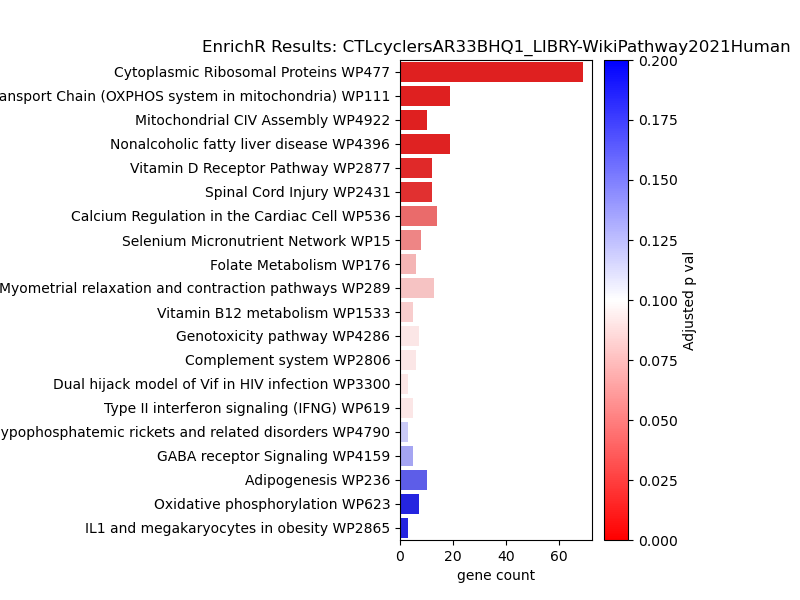 EnrichR Results: CTLcyclersAR33BHQ1_LIBRY-WikiPathway2021Human
Cytoplasmic Ribosomal Proteins WP477
ansport Chain (OXPHOS system in mitochondria) WP111
Mitochondrial CIV Assembly WP4922
Nonalcoholic fatty liver disease WP4396
Vitamin D Receptor Pathway WP2877
Spinal Cord Injury WP2431
Calcium Regulation in the Cardiac Cell WP536
Selenium Micronutrient Network WP15
Folate Metabolism WP176
Myometrial relaxation and contraction pathways WP289
Vitamin B12 metabolism WP1533
Genotoxicity pathway WP4286
Complement system WP2806
Dual hijack model of Vif in HIV infection WP3300
Type II interferon signaling (IFNG) WP619
ypophosphatemic rickets and related disorders WP4790
GABA receptor Signaling WP4159
Adipogenesis WP236
Oxidative phosphorylation WP623
IL1 and megakaryocytes in obesity WP2865
0 20 40 60
gene count
0.200
0.175
0.150
0.125
0.100
0.075
0.050
0.025
0.000
Adjusted p val